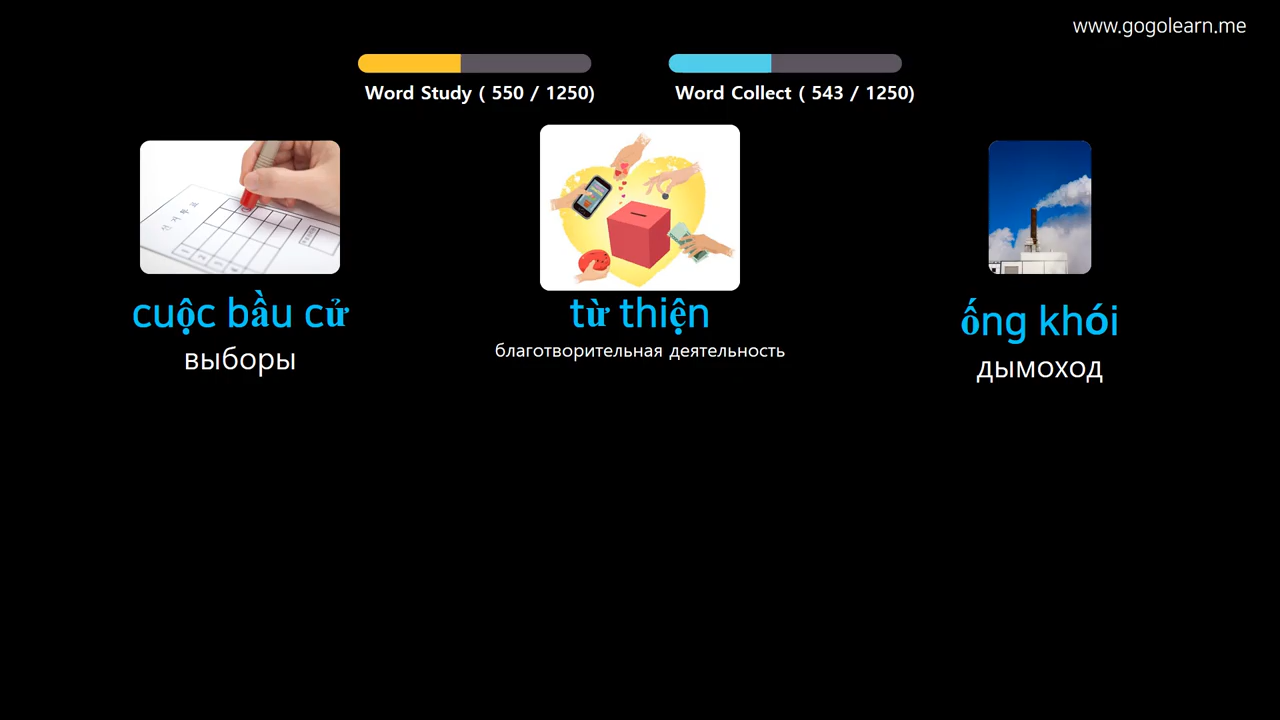 www.gogolearn.me
Word Study ( 550 / 1250)
Word Collect ( 543 / 1250)
cuộc bầu cử
выборы
từ thiện
благотворительная деятельность
ống khói
дымоход